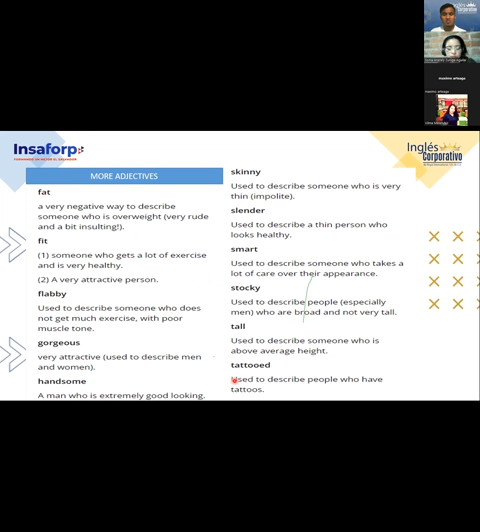 Inglés
Corporativo
maximo arteaga
maximo arteaga
Insaforp
FORMANDO UN MEJOR EL SALVADOR
Inglés
Corporativo
MORE ADJECTIVES
fat
a very negative way to describe
someone who is overweight (very rude
and a bit insulting!).
fit
(1) someone who gets a lot of exercise
and is very healthy.
(2) A very attractive person.
flabby
Used to describe someone who does
not get much exercise, with poor
muscle tone.
gorgeous
very attractive (used to describe men
and women).
handsome
A man who is extremely good looking.
skinny
Used to describe someone who is very
thin (impolite).
slender
Used to describe a thin person who
looks healthy.
smart
Used to describe someone who takes a
lot of care over their appearance.
stocky
Used to describe people (especially
men) who are broad and not very tall.
tall
Used to describe someone who is
above average height.
tattooed
Used to describe people who have
tattoos.